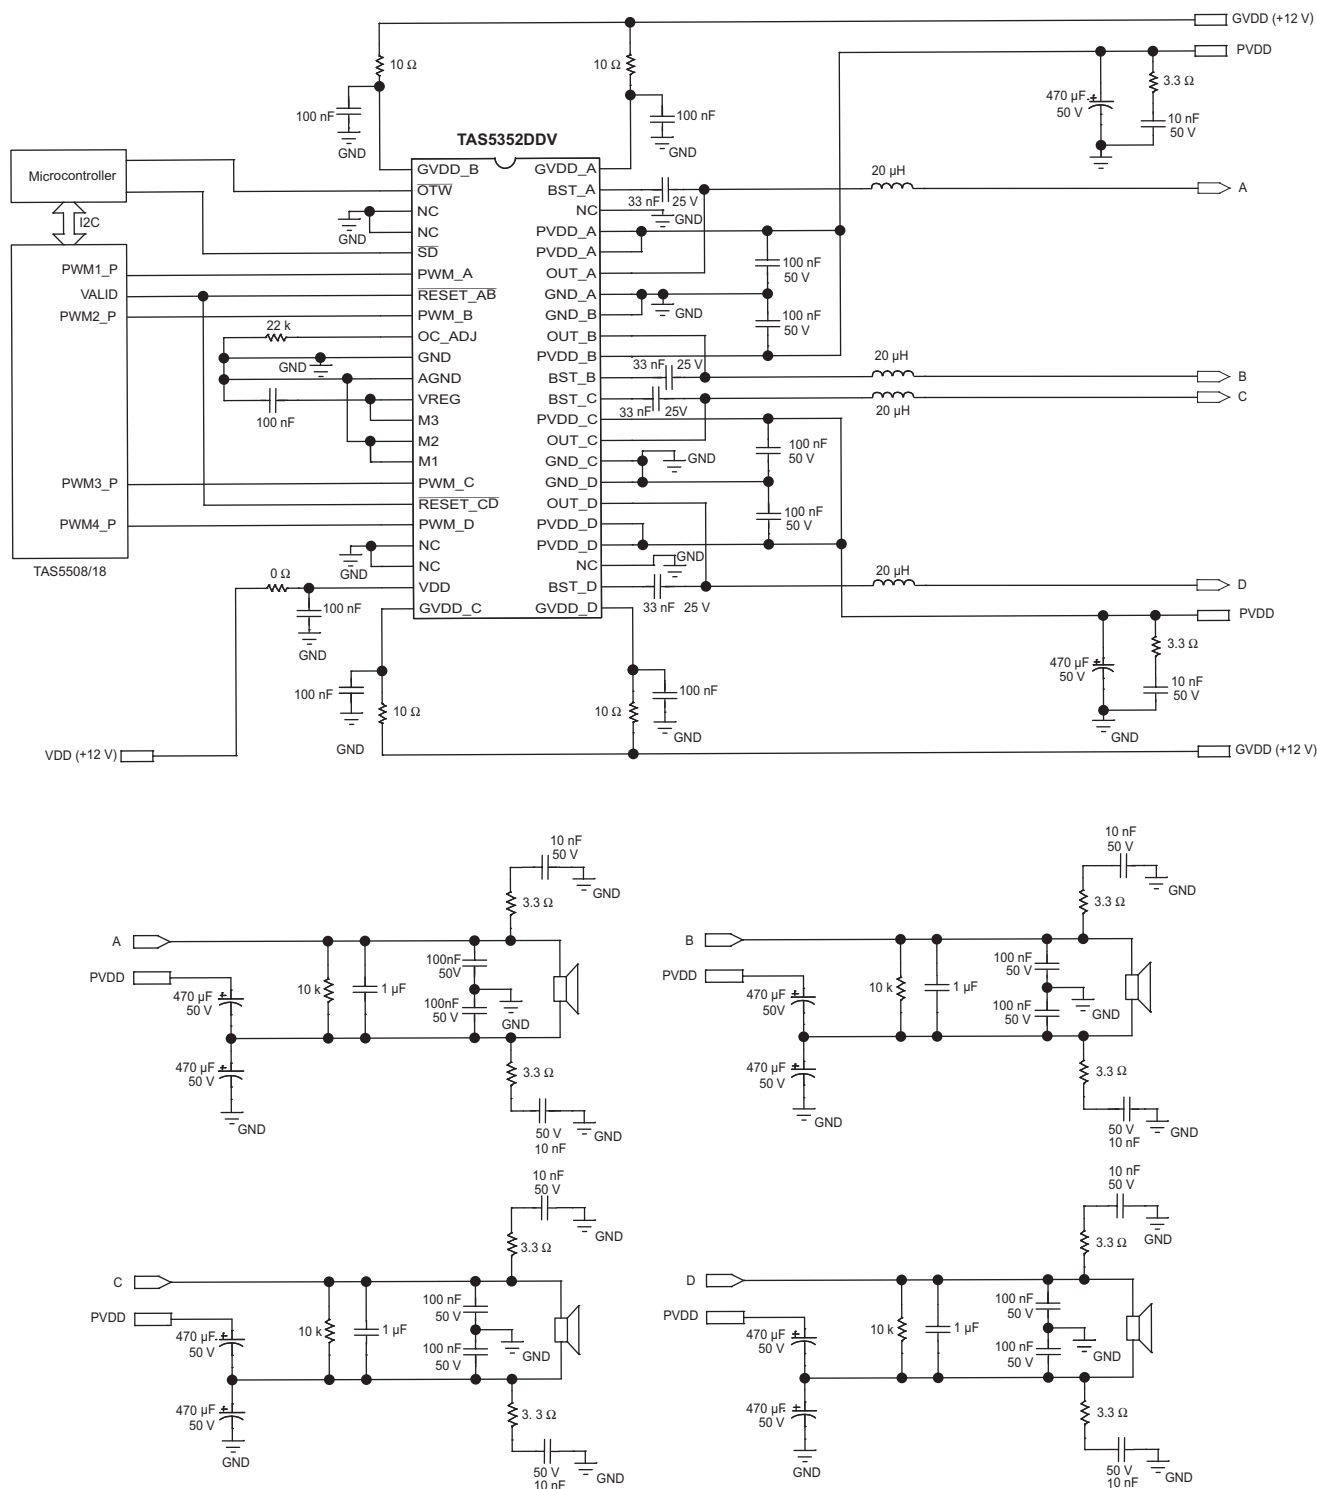 GVDD (+12 V)
PVDD
10 Ω
10 Ω
3.3 Ω
470 µF
50 V
10 nF
50 V
100 nF
GND
100 nF
GND
TAS5352DDV
Microcontroller
I2C
GVDD_B
GVDD_A
OTW
BST_A
33 nF 25 V
20 µH
A
NC
NC
GND
GND
NC
PVDD_A
SD
PVDD_A
100 nF
50 V
PWM1_P
PWM_A
OUT_A
VALID
RESET_AB
GND_A
GND
PWM2_P
PWM_B
GND_B
100 nF
50 V
22 k
OC_ADJ
OUT_B
GND
GND
PVDD_B
33 nF 25 V
20 µH
AGND
BST_B
B
VREG
BST_C
C
100 nF
33 nF 25V
20 µH
M3
PVDD_C
M2
OUT_C
100 nF
50 V
M1
GND_C
GND
PWM3_P
PWM_C
GND_D
RESET_CD
OUT_D
100 nF
50 V
PWM4_P
PWM_D
PVDD_D
NC
PVDD_D
GND
NC
NC
GND
TAS5508/18
0 Ω
VDD
BST_D
20 µH
D
100 nF
GND
GVDD_C
GVDD_D
33 nF 25 V
PVDD
3.3 Ω
470 µF
50 V
10 nF
50 V
100 nF
10 Ω
10 Ω
100 nF
GND
GND
GND
VDD (+12 V)
GVDD (+12 V)
10 nF
50 V
GND
3.3 Ω
A
PVDD
470 µF
50 V
10 k
1 µF
100nF
50V
100nF
50 V
GND
470 µF
50 V
GND
3.3 Ω
50 V
10 nF
GND
10 nF
50 V
GND
3.3 Ω
B
PVDD
470 µF
50V
10 k
1 µF
100 nF
50 V
100 nF
50 V
GND
470 µF
50 V
GND
3.3 Ω
50 V
10 nF
GND
10 nF
50 V
GND
3.3 Ω
C
PVDD
470 µF
50 V
10 k
1 µF
100 nF
50 V
100 nF
50 V
GND
470 µF
50 V
GND
3. 3 Ω
50 V
10 nF
GND
10 nF
50 V
GND
3.3 Ω
D
PVDD
470 µF
50 V
10 k
1 µF
100 nF
50 V
100 nF
50 V
GND
470 µF
50 V
GND
3.3 Ω
50 V
10 nF
GND